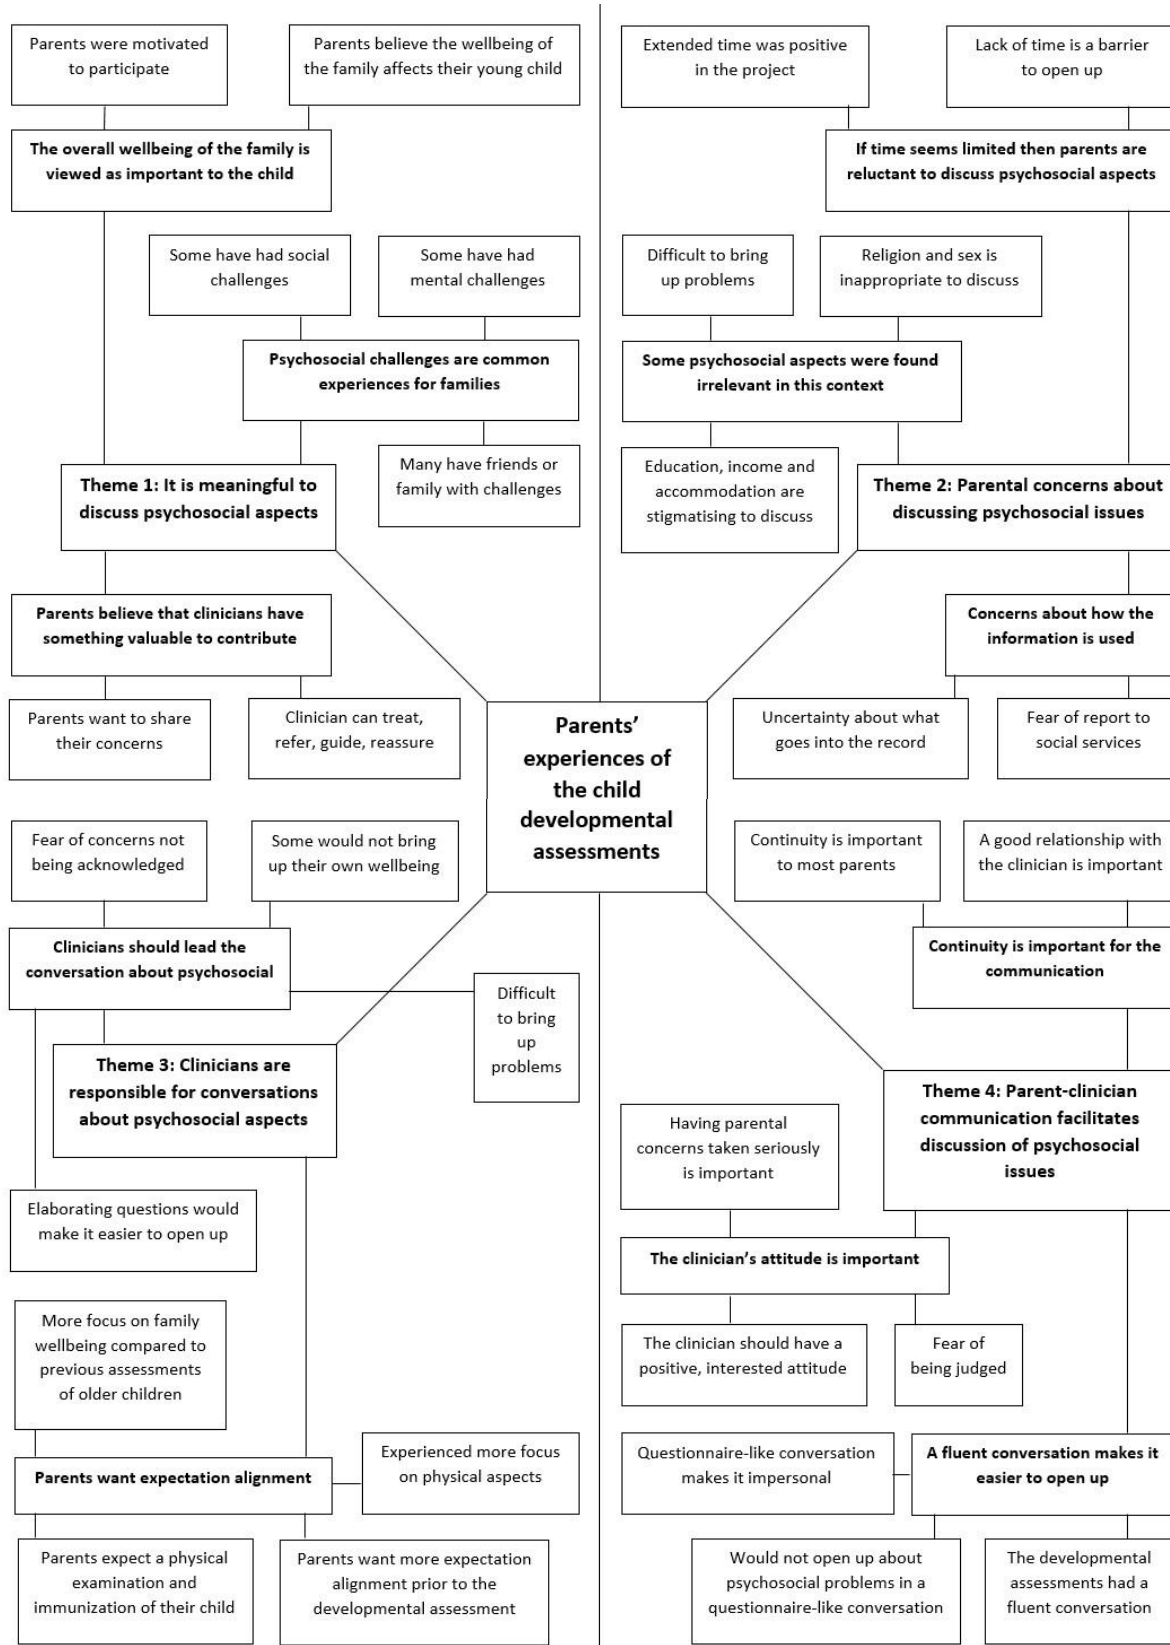 Parents were motivated
to participate
Parents believe the wellbeing of
the family affects their young child
The overall wellbeing of the family is
viewed as important to the child
Some have had social
challenges
Some have had
mental challenges
Psychosocial challenges are common
experiences for families
Many have friends or
family with challenges
Theme 1: It is meaningful to
discuss psychosocial aspects
Parents believe that clinicians have
something valuable to contribute
Parents want to share
their concerns
Clinician can treat,
refer, guide, reassure
Extended time was positive
in the project
Lack of time is a barrier
to open up
If time seems limited then parents are
reluctant to discuss psychosocial aspects
Difficult to bring
up problems
Religion and sex is
inappropriate to discuss
Some psychosocial aspects were found
irrelevant in this context
Education, income and
accommodation are
stigmatising to discuss
Theme 2: Parental concerns about
discussing psychosocial issues
Concerns about how the
information is used
Uncertainty about what
goes into the record
Fear of report to
social services
Parents’
experiences of
the child
developmental
assessments
Fear of concerns not
being acknowledged
Some would not bring
up their own wellbeing
Clinicians should lead the
conversation about psychosocial
Difficult
to bring
up
problems
Theme 3: Clinicians are
responsible for conversations
about psychosocial aspects
Elaborating questions would
make it easier to open up
More focus on family
wellbeing compared to
previous assessments
of older children
Experienced more focus
on physical aspects
Parents want expectation alignment
Parents expect a physical
examination and
immunization of their child
Parents want more expectation
alignment prior to the
developmental assessment
Continuity is important
to most parents
A good relationship with
the clinician is important
Continuity is important for the
communication
Theme 4: Parent-clinician
communication facilitates
discussion of psychosocial
issues
Having parental
concerns taken seriously
is important
The clinician’s attitude is important
The clinician should have a
positive, interested attitude
Fear of
being judged
Questionnaire-like conversation
makes it impersonal
A fluent conversation makes it
easier to open up
Would not open up about
psychosocial problems in a
questionnaire-like conversation
The developmental
assessments had a
fluent conversation